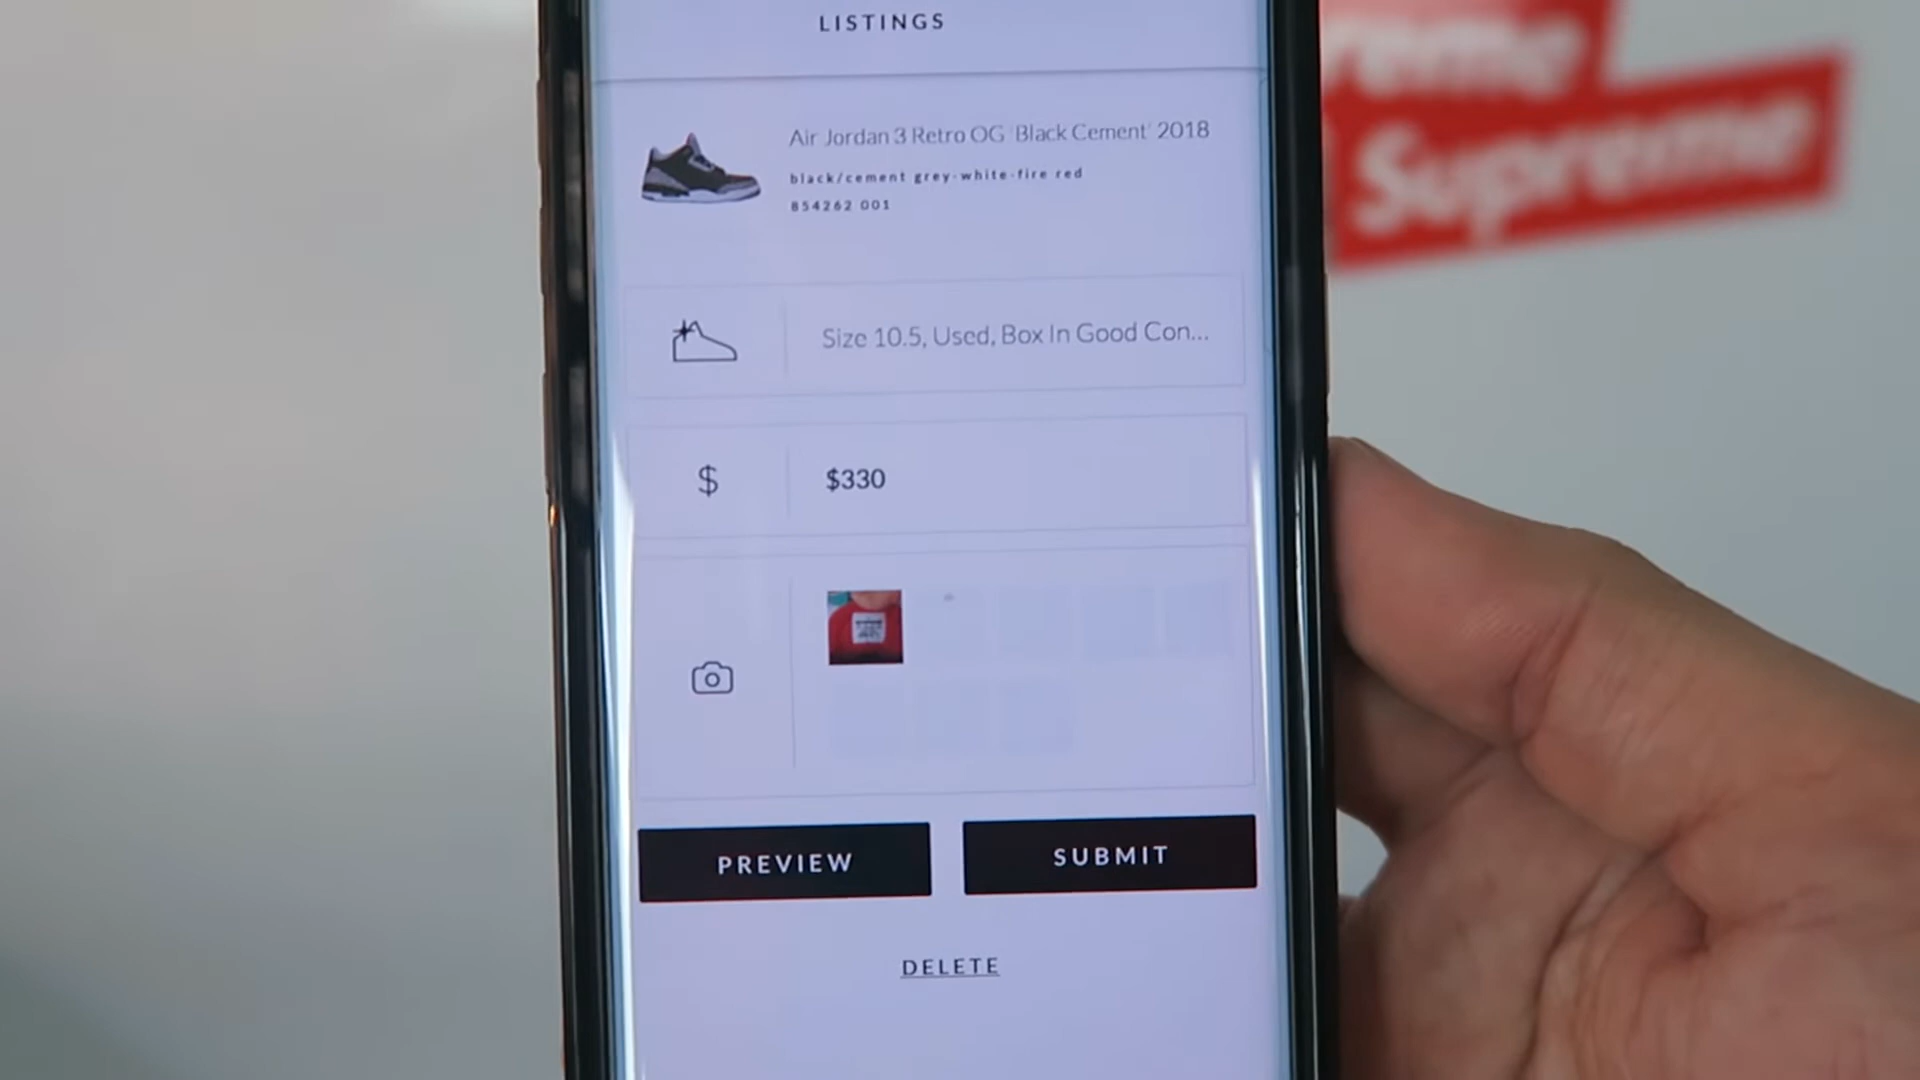 LISTINGS
Air Jordan 3 Retro OG 'Black Cement' 2018
black/cement grey-white-fire red
854262 001
Size 10.5, Used, Box In Good Con...
$
$330
PREVIEW
SUBMIT
DELETE
reme
Supreme